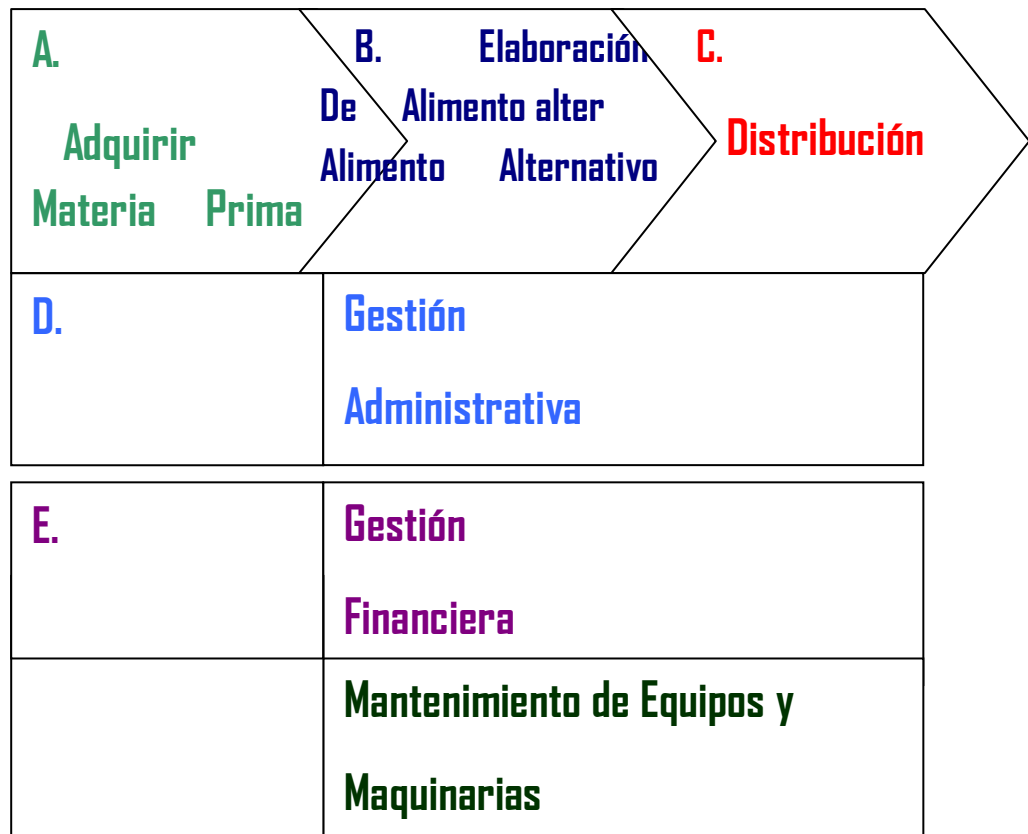 A.
Adquirir
Materia Prima
B. Elaboración
De Alimento alter
Alimento Alternativo
C.
Distribución
D.
Gestión
Administrativa
E.
Gestión
Financiera
Mantenimiento de Equipos y
Maquinarias